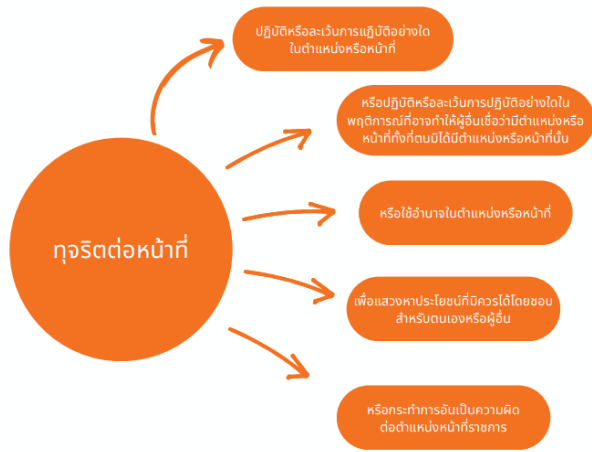 ปฏิบัติหรือละเว้นการแฏิบัติอย่างใด
ในตำแหน่งหรือหน้าที่
หรือปฏิบัติหรือละเว้นการปฏิบัติอย่างใดใน
พฤติการณ์ที่อาจทำให้ผู้อื่นเชื่อว่ามีตำแหน่งหรือ
หน้าที่ทั้งที่ตนมิได้มีตำแหน่งหรือหน้าที่นั้น
ทุจริตต่อหน้าที่
หรือใช้อำนาจในตำแหน่งหรือหน้าที่
เพื่อแสวงหาประโยชน์ที่มิควรได้โดยชอบ
สำหรับตนเองหรือผู้อื่น
หรือกระทำการอันเป็นความผิด
ต่อตำแหน่งหน้าที่ราชการ